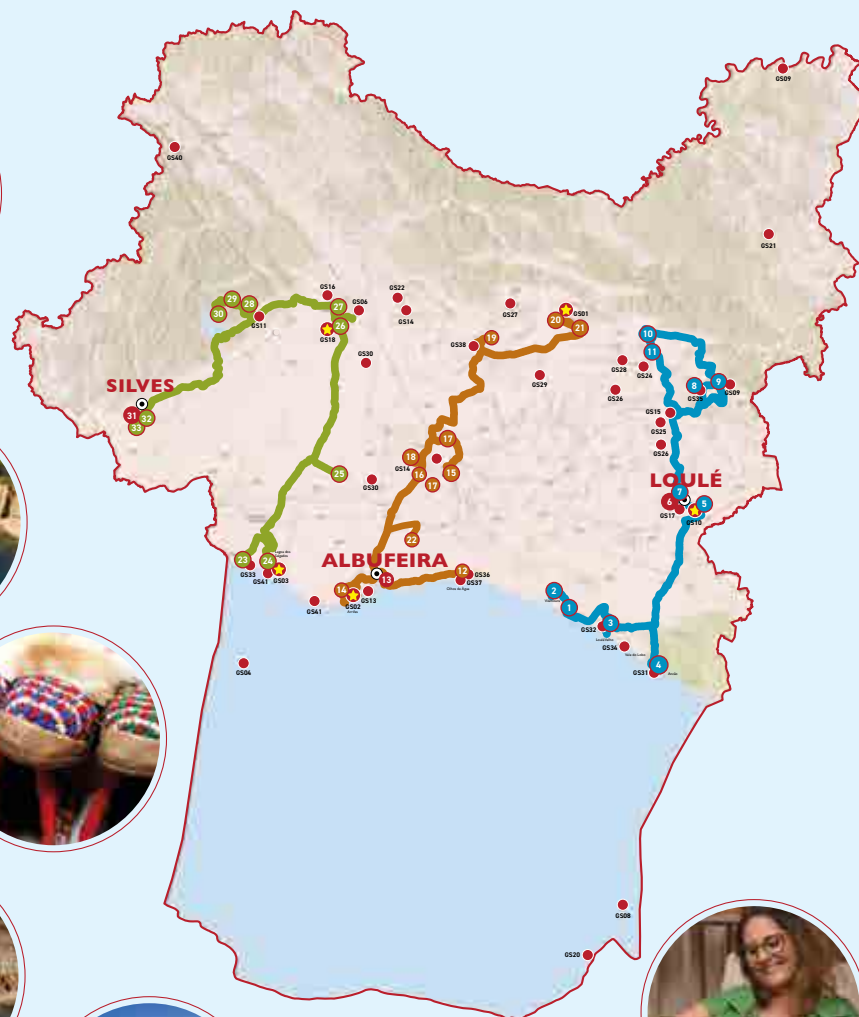 GS09
GS40
GS21
29
28
30
GS11
GS16
27
GS06
26
GS18
GS22
GS14
GS30
GS27
GS01
20
21
19
GS38
GS29
10
11
GS28
GS24
GS26
8
9
GS35
GS09
GS15
GS25
GS26
SILVES
31
32
33
25
GS30
17
18
GS14
16
15
17
22
LOULÉ
7
6
5
GS17
GS10
ALBUFEIRA
23
GS33
24
GS41
GS03
13
12
GS36
GS37
14
GS02
GS13
GS41
2
1
3
GS32
GS34
4
GS31
GS04
GS08
GS20